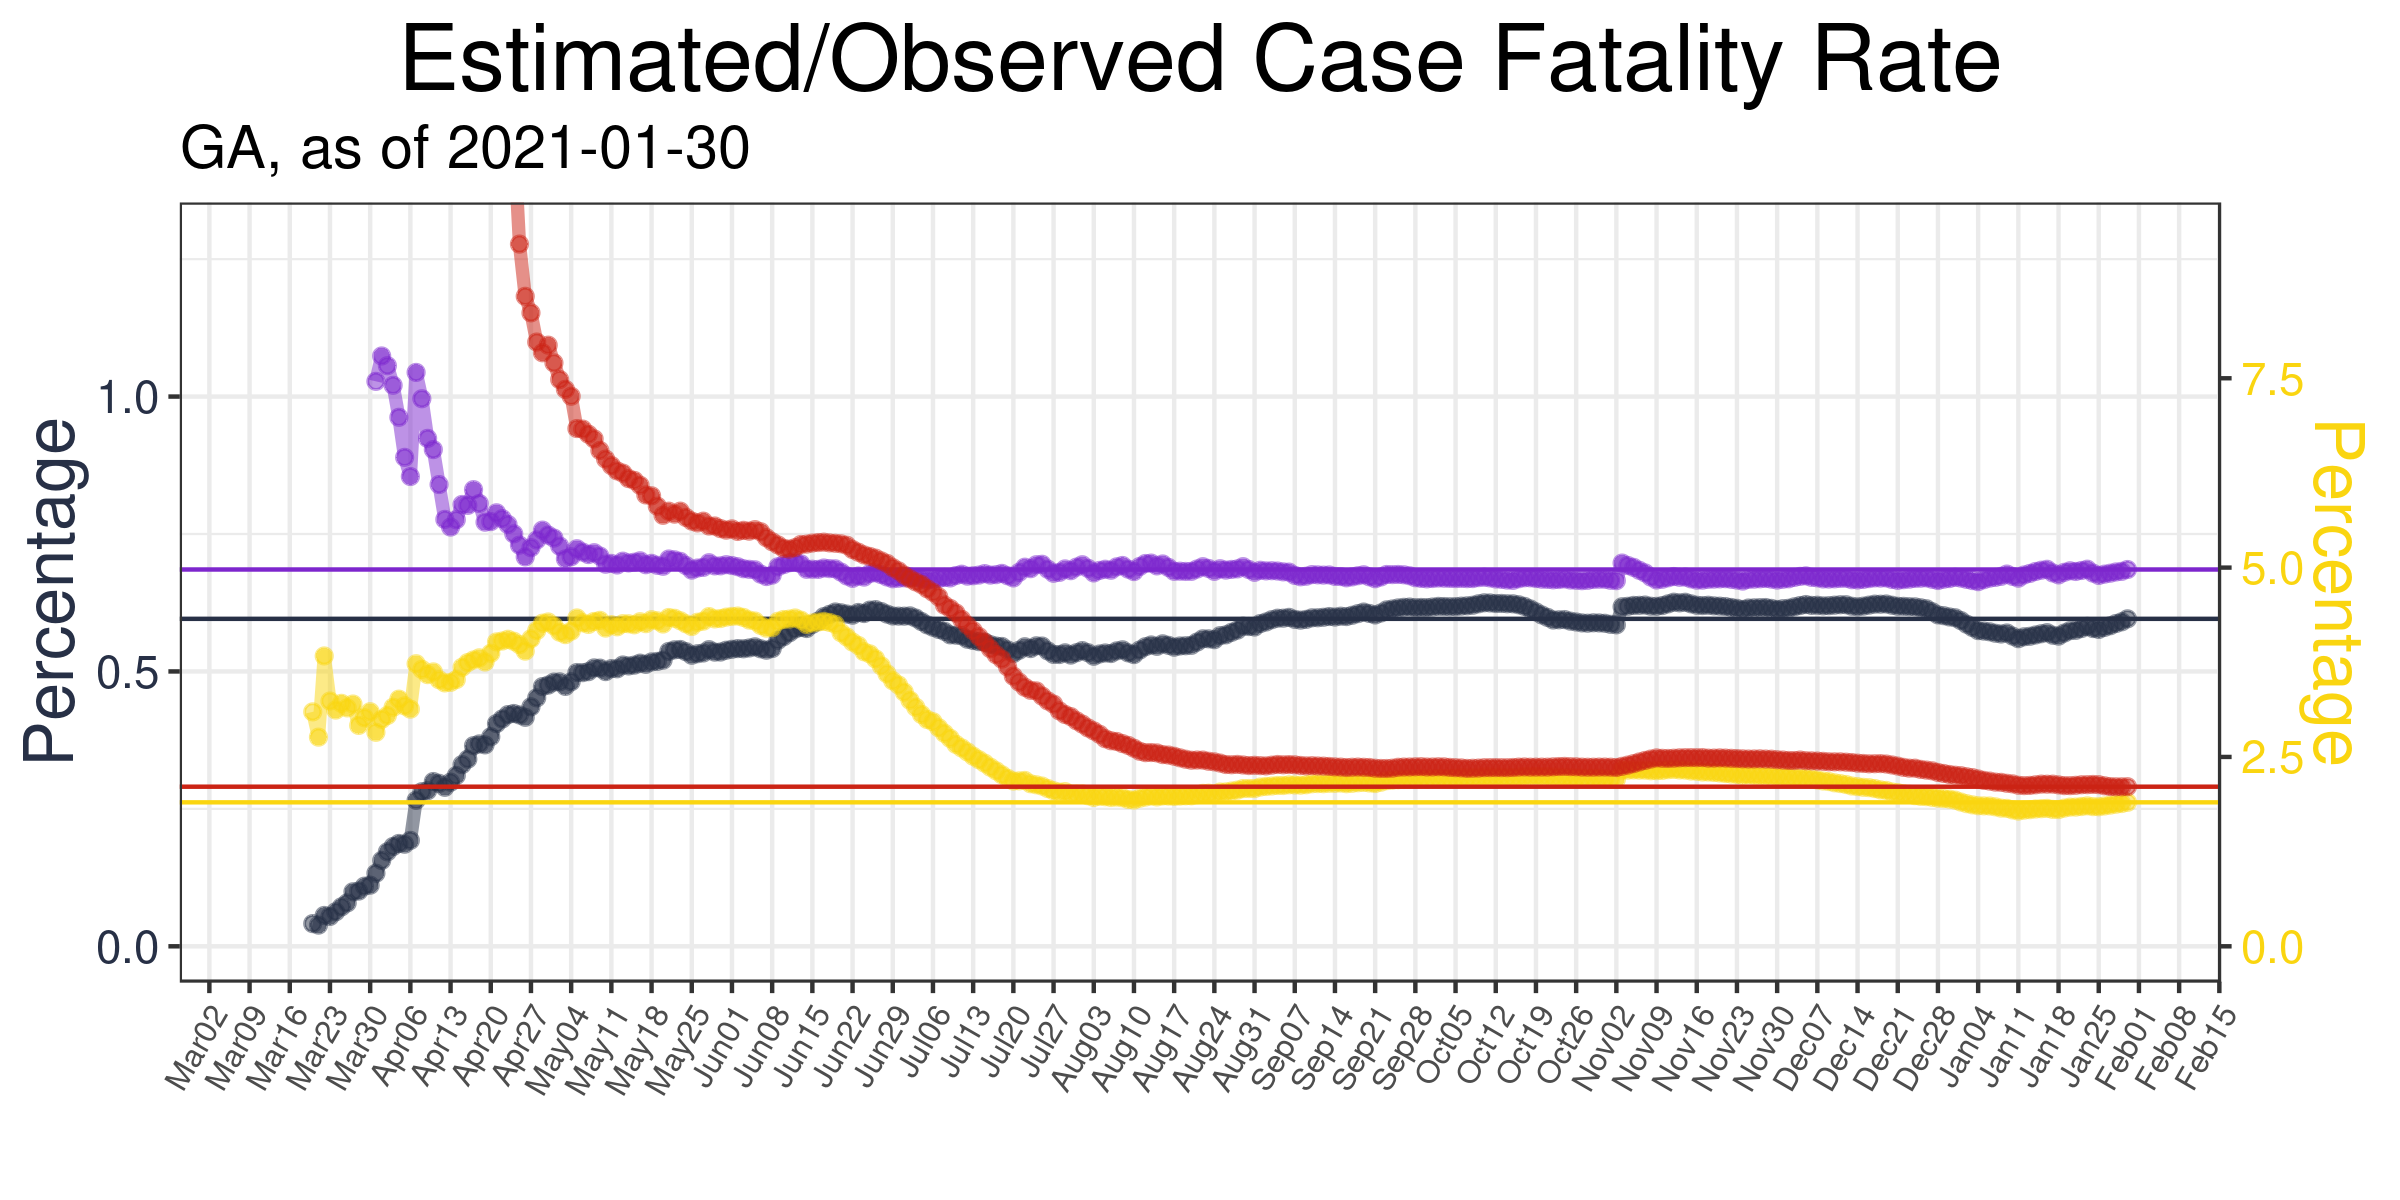 Estimated/Observed Case Fatality Rate
GA, as of 2021-01-30
Percentage
1.0
0.5
0.0
7.5
5.0
2.5
0.0
Percentage
Mar02
Mar09
Mar16
Mar23
Mar30
Apr06
Apr13
Apr20
Apr27
May04
May11
May18
May25
Jun01
Jun08
Jun15
Jun22
Jun29
Jul06
Jul13
Jul20
Jul27
Aug03
Aug10
Aug17
Aug24
Aug31
Sep07
Sep14
Sep21
Sep28
Oct05
Oct12
Oct19
Oct26
Nov02
Nov09
Nov16
Nov23
Nov30
Dec07
Dec14
Dec21
Dec28
Jan04
Jan11
Jan18
Jan25
Feb01
Feb08
Feb15